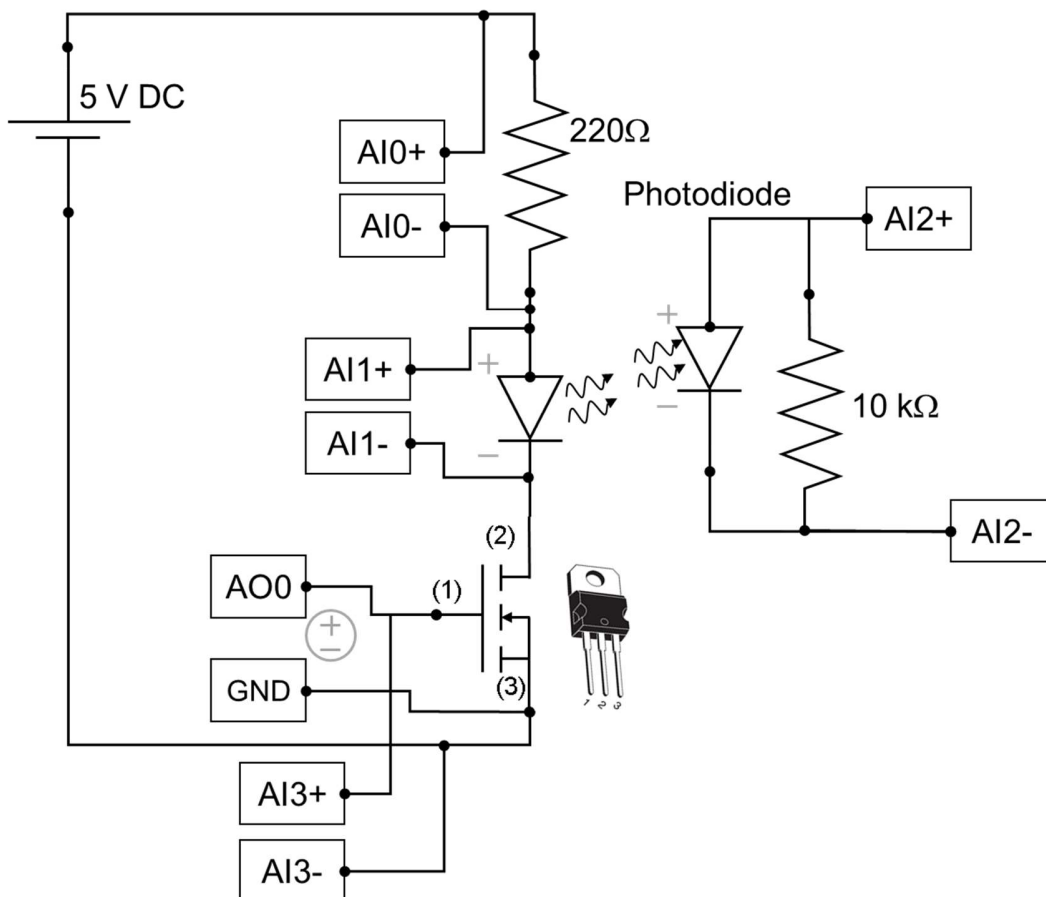 5 V DC
220Ω
AI0+
AI0-
Photodiode
AI2+
+
+
AI1+
10 kΩ
−
AI1-
−
AI2-
(2)
AO0
(1)
+
−
GND
(3)
1 2 3
AI3+
AI3-